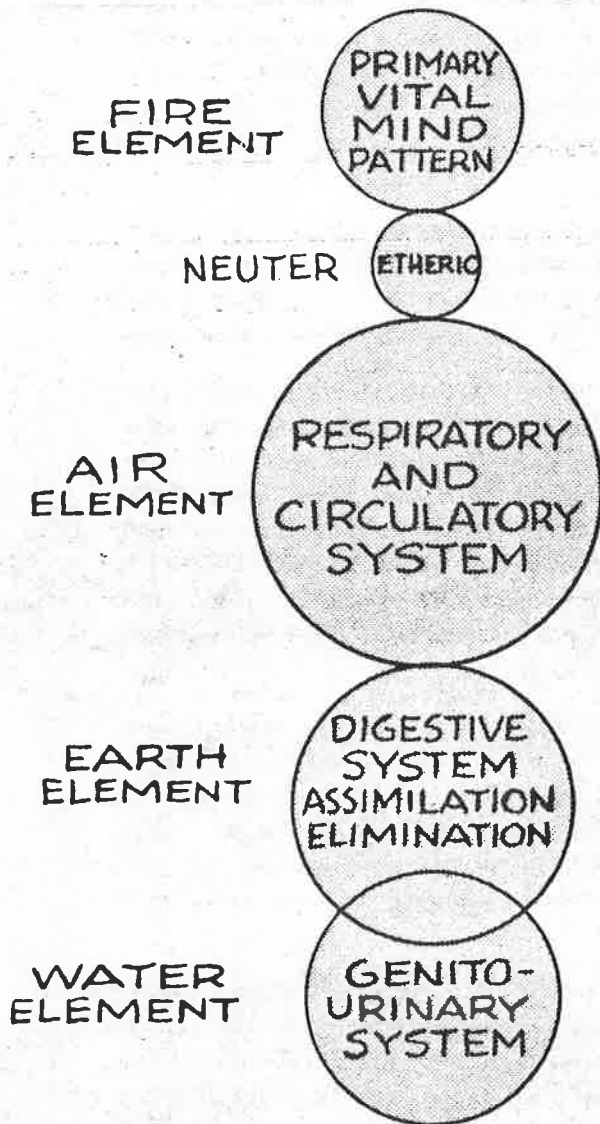 PRIMARY
VITAL
MIND
PATTERN
FIRE
ELEMENT
NEUTER
ETHERIC
RESPIRATORY
AND
CIRCULATORY
SYSTEM
AIR
ELEMENT
DIGESTIVE
SYSTEM
ASSIMILATION
ELIMINATION
EARTH
ELEMENT
GENITO-
URINARY
SYSTEM
WATER
ELEMENT